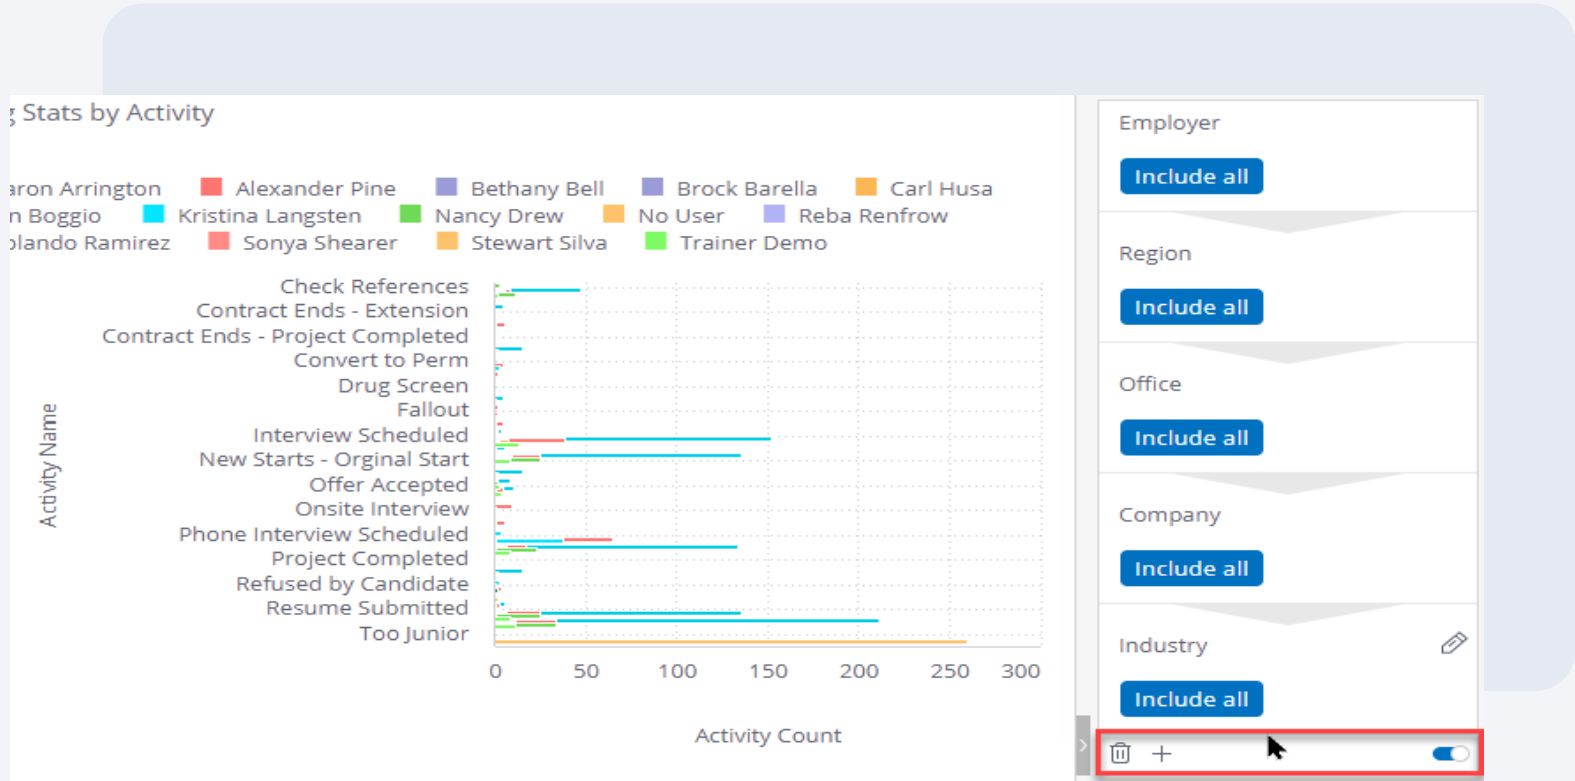 Stats by Activity
Arrington Alexander Pine Bethany Bell Brock Barella Carl Husa
Boggio Kristina Langsten Nancy Drew No User Reba Renfrow
Ramirez Sonya Shearer Stewart Silva Trainer Demo
Activity Name
Check References
Contract Ends - Extension
Contract Ends - Project Completed
Convert to Perm
Drug Screen
Fallout
Interview Scheduled
New Starts - Orginal Start
Offer Accepted
Onsite Interview
Phone Interview Scheduled
Project Completed
Refused by Candidate
Resume Submitted
Too Junior
0 50 100 150 200 250 300
Activity Count
Employer
Include all
Region
Include all
Office
Include all
Company
Include all
Industry
Include all